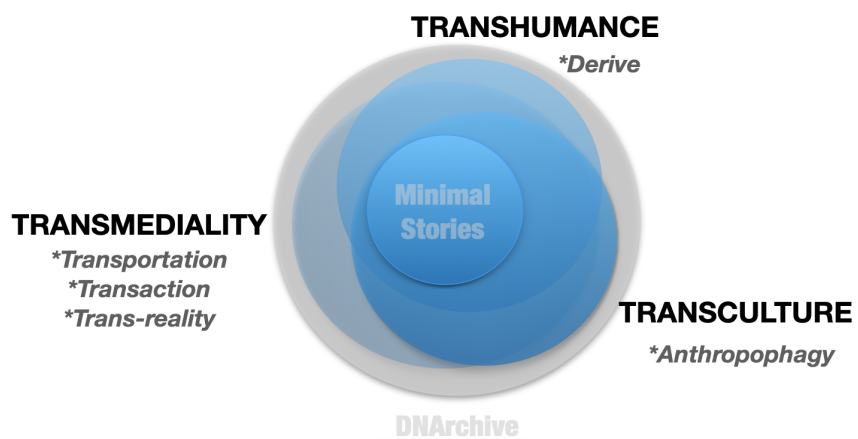 TRANSHUMANCE
*Derive
Minimal
Stories
TRANSMEDIALITY
*Transportation
*Transaction
*Trans-reality
TRANSCULTURE
*Anthropophagy
DNArchive